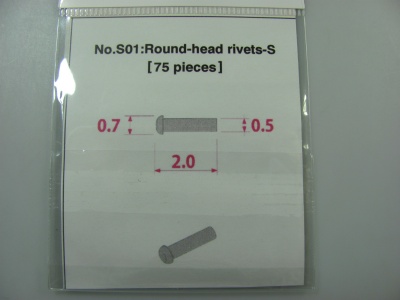 No.S01:Round-head rivets-S
[75 pieces]
0.7
0.5
2.0